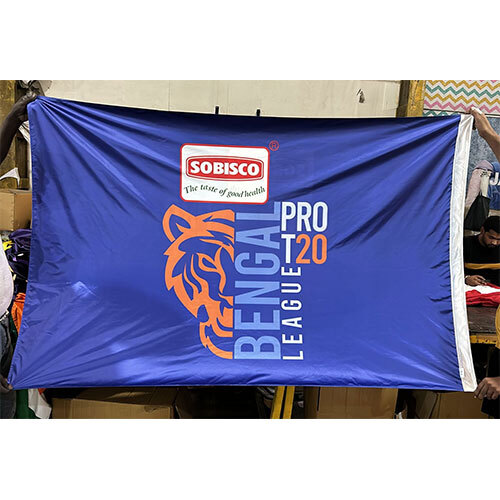 SOBISCO ®
The taste of good health
BENGAL
PRO
T20
LEAGUE